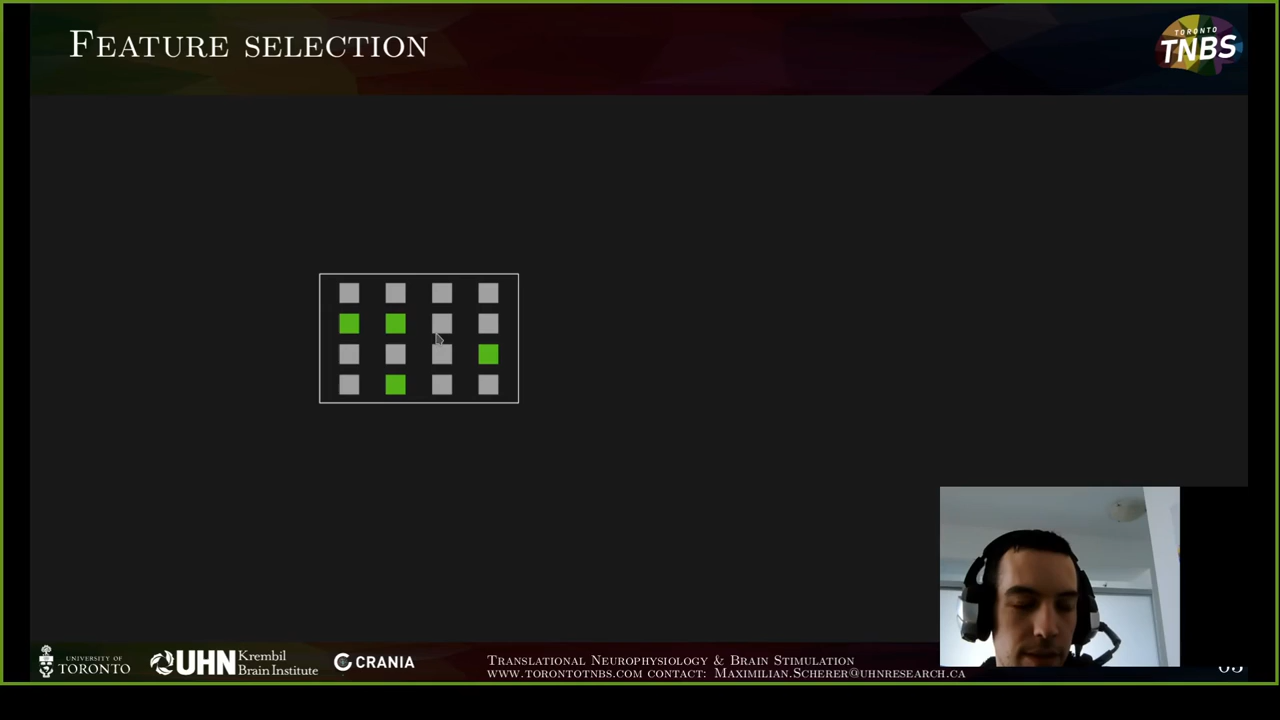 Feature selection
TORONTO
TNBS
UNIVERSITY OF
TORONTO
UHN Krembil
Brain Institute
CRANIA
Translational Neurophysiology & Brain Stimulation
www.torontotnbs.com contact: Maximilian.Scherer@uhnresearch.ca